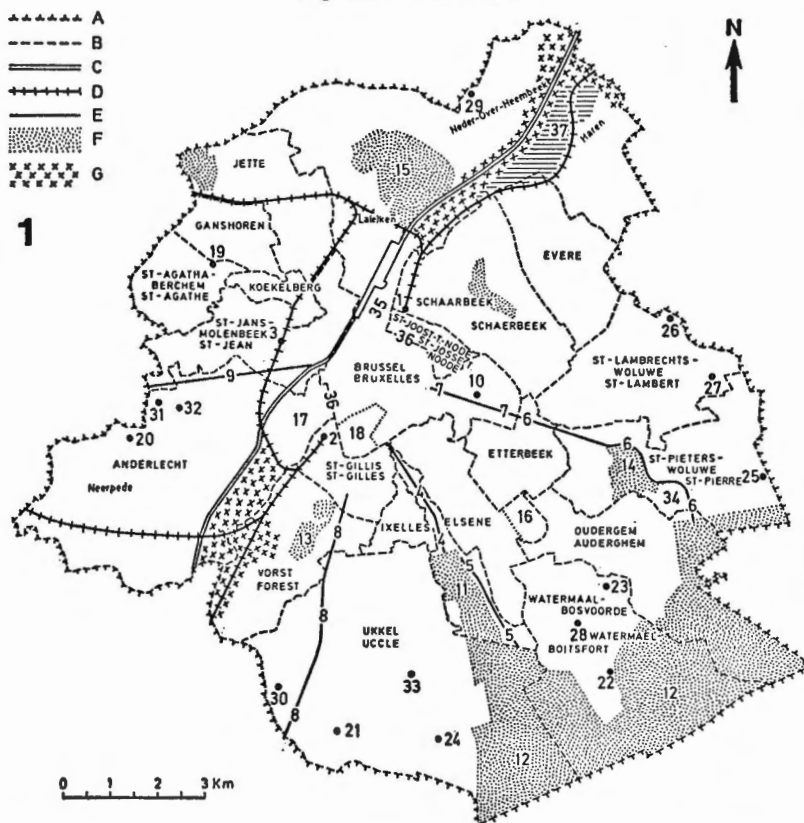 A
B
C
D
E
F
G
1
N
29
Neder-Over-Heembeek
37
Haren
JETTE
15
Laeken
GANSHOREN
19
ST-AGATHA-
BERCHEM
ST-AGATHE
KOEKELBERG
EVERE
SCHAARBEEK
SCHAERBEEK
1
35
ST-JOOST-T-NOODE
ST-JOSSE-T-
NOODE
36
ST-JANS-
MOLENBEEK
3
ST-JEAN
26
ST-LAMBRECHTS-
WOLUWE
ST-LAMBERT
27
BRUSSEL
BRUXELLES
9
10
7
7
6
31
32
36
20
17
18
2
ANDERLECHT
Neerpede
ST-GILLIS
ST-GILLES
ETTERBEEK
6
14
ST-PIETERS-
WOLUWE
ST-PIERRE
25
34
6
16
IXELLES
ELSENE
4
OUDERGEM
AUDERGHEM
13
8
VORST
FOREST
5
11
23
WATERMAAL-
BOSVOORDE
28
WATERMAEL
BOITSFORT
8
UKKEL
UCCLE
5
22
33
30
8
12
21
24
12
0 1 2 3 Km